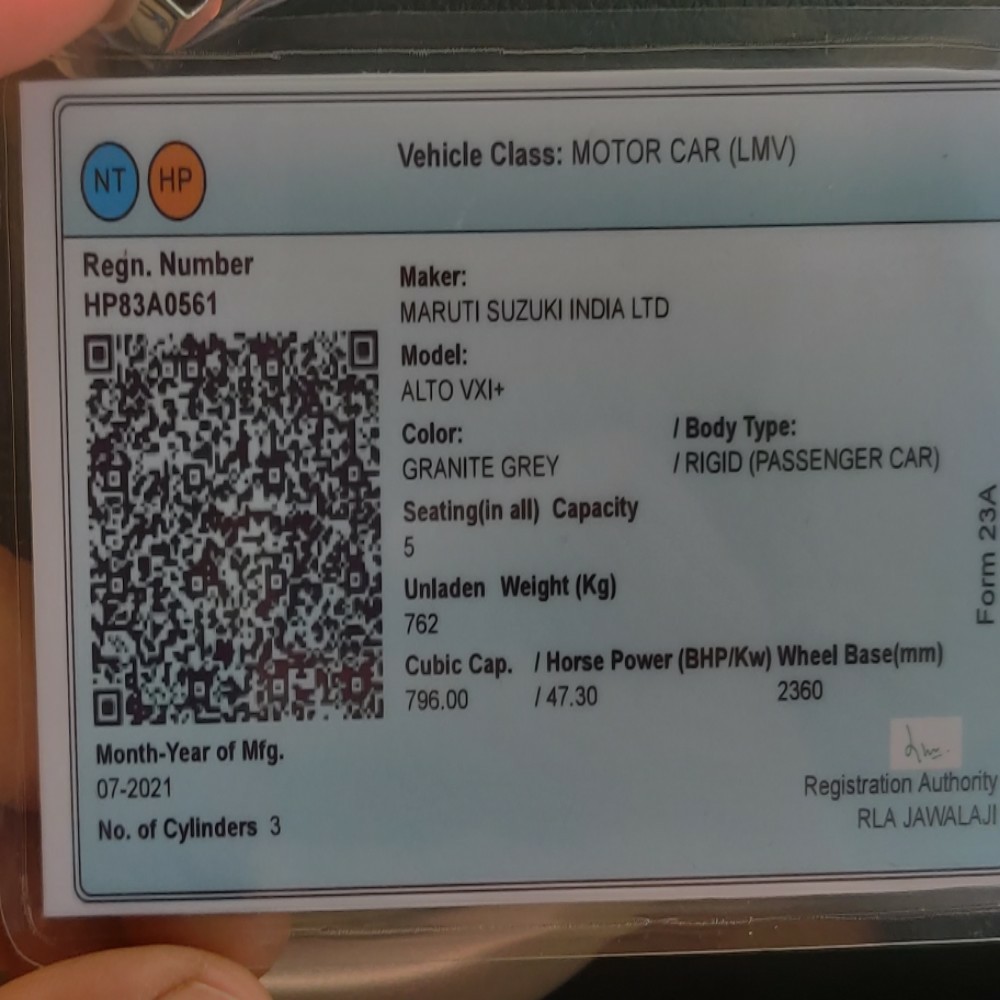 NT HP
Vehicle Class: MOTOR CAR (LMV)
Regn. Number
HP83A0561
Maker:
MARUTI SUZUKI INDIA LTD
Model:
ALTO VXI+
Color: / Body Type:
GRANITE GREY / RIGID (PASSENGER CAR)
Seating(in all) Capacity
5
Unladen Weight (Kg)
762
Cubic Cap. / Horse Power (BHP/Kw) Wheel Base(mm)
796.00 / 47.30 2360
Month-Year of Mfg.
07-2021
No. of Cylinders 3
Registration Authority
RLA JAWALAJI
Form 23A